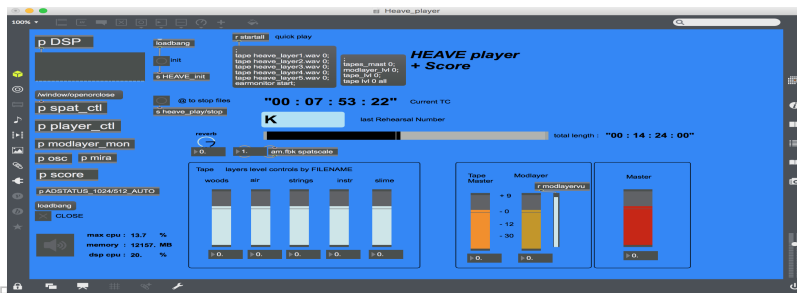 Heave_player
100%
p DSP
loadbang
r startall
quick play
init
s HEAVE_init
;
tape heave_layer1.wav 0;
tape heave_layer2.wav 0;
tape heave_layer3.wav 0;
tape heave_layer4.wav 0;
tape heave_layer5.wav 0;
earmonitor start;
;
tapes_mast 0;
modlayer_lvl 0;
tape_lvl 0;
tape lvl 0 all
HEAVE player
+ Score
/window/openorclose
@ to stop files
s heave_play/stop
"00 : 07 : 53 : 22"
Current TC
p spat_ctl
p player_ctl
K
last Rehearsal Number
reverb
total length :
"00 : 14 : 24 : 00"
p modlayer_mon
0.
1.
am.fbk spatscale
p osc
p mira
p score
Tape layers level controls by FILENAME
woods air strings instr slime
Tape
Master
Modlayer
r modlayervu
Master
+ 9
- 0
- 12
- 30
p ADSTATUS_1024/512_AUTO
loadbang
CLOSE
max cpu : 13.7 %
memory : 12157. MB
dsp cpu : 20. %
0. 0. 0. 0. 0. 0. 0. 0.